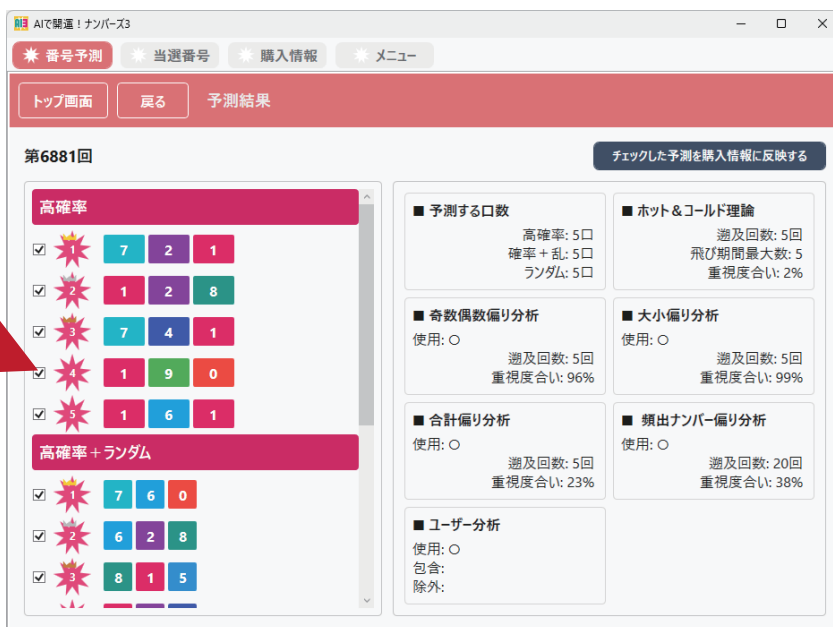 AIで開運！ナンバーズ3
番号予測 当選番号 購入情報 メニュー
トップ画面 戻る 予測結果
第6881回
チェックした予測を購入情報に反映する
高確率
1 7 2 1
2 1 2 8
3 7 4 1
4 1 9 0
5 1 6 1
高確率＋ランダム
1 7 6 0
2 6 2 8
3 8 1 5
■ 予測する口数
高確率: 5口
確率＋乱: 5口
ランダム: 5口
■ ホット＆コールド理論
遡及回数: 5回
飛び期間最大数: 5
重視度合い: 2%
■ 奇数偶数偏り分析
使用: ○
遡及回数: 5回
重視度合い: 96%
■ 大小偏り分析
使用: ○
遡及回数: 5回
重視度合い: 99%
■ 合計偏り分析
使用: ○
遡及回数: 5回
重視度合い: 23%
■ 頻出ナンバー偏り分析
使用: ○
遡及回数: 20回
重視度合い: 38%
■ ユーザー分析
使用: ○
包含:
除外: